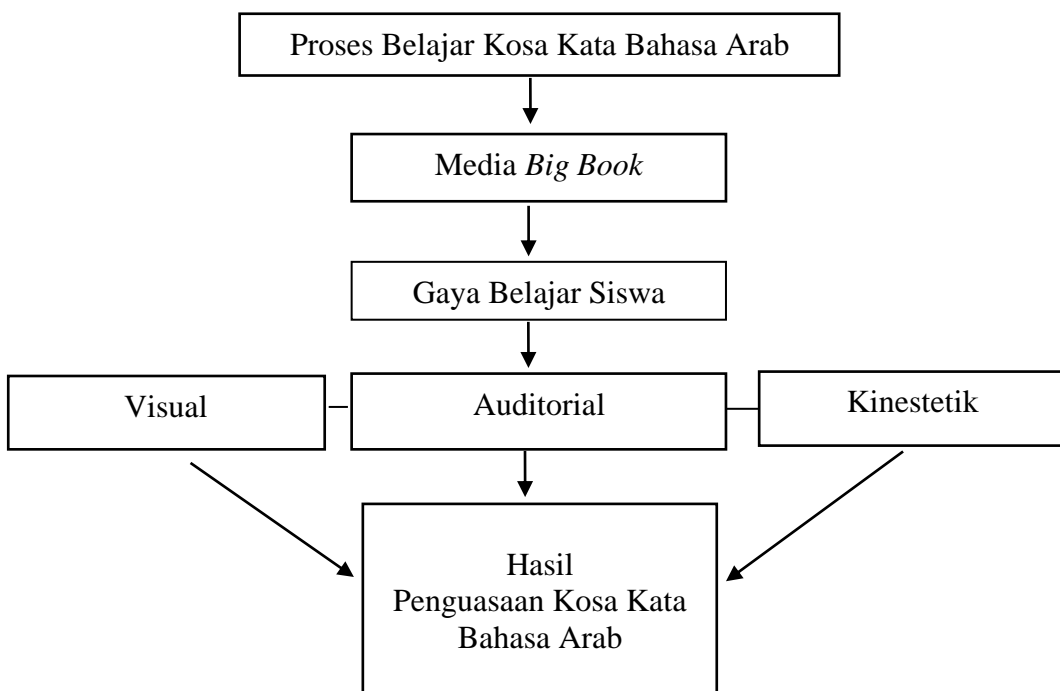 Proses Belajar Kosa Kata Bahasa Arab
Media Big Book
Gaya Belajar Siswa
Visual
Auditorial
Kinestetik
Hasil
Penguasaan Kosa Kata
Bahasa Arab